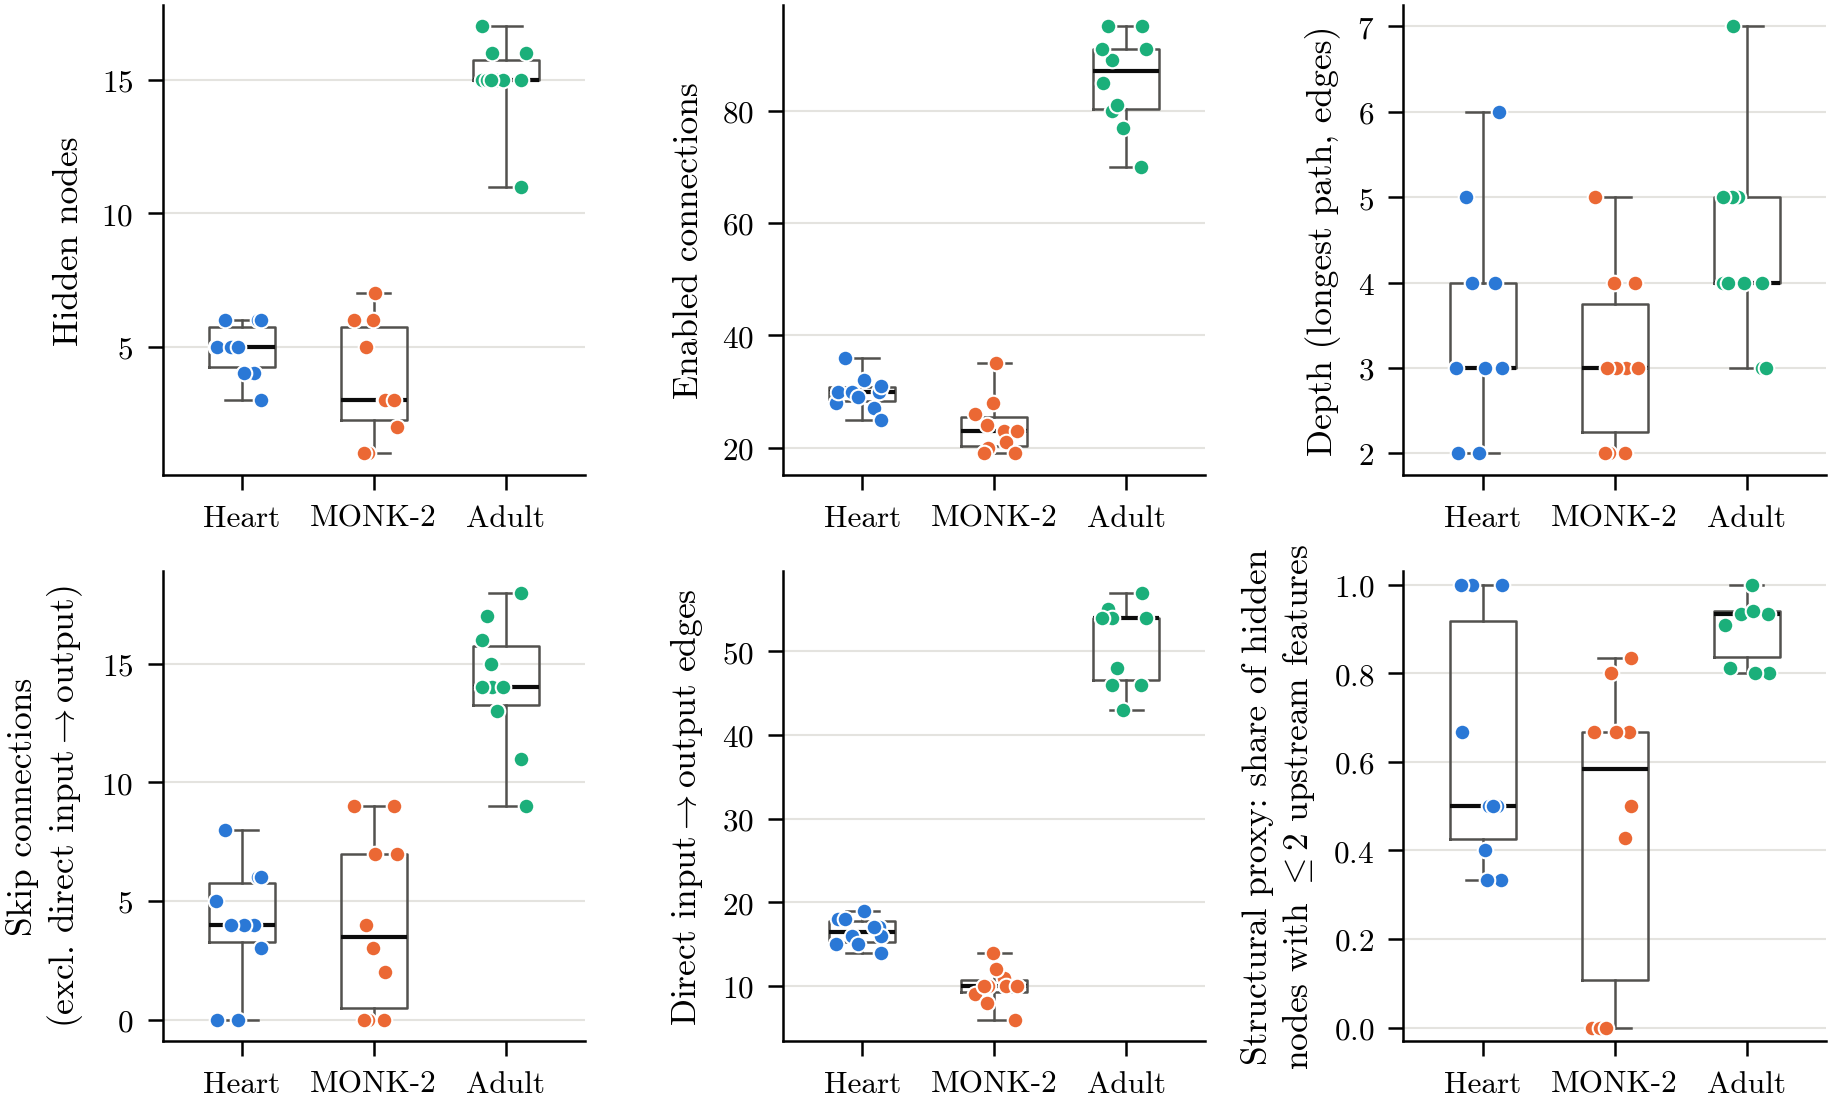 Hidden nodes
15
10
5
Heart MONK-2 Adult
Enabled connections
80
60
40
20
Heart MONK-2 Adult
Depth (longest path, edges)
7
6
5
4
3
2
Heart MONK-2 Adult
Skip connections
(excl. direct input→output)
15
10
5
0
Heart MONK-2 Adult
Direct input→output edges
50
40
30
20
10
Heart MONK-2 Adult
Structural proxy: share of hidden
nodes with ≤2 upstream features
1.0
0.8
0.6
0.4
0.2
0.0
Heart MONK-2 Adult